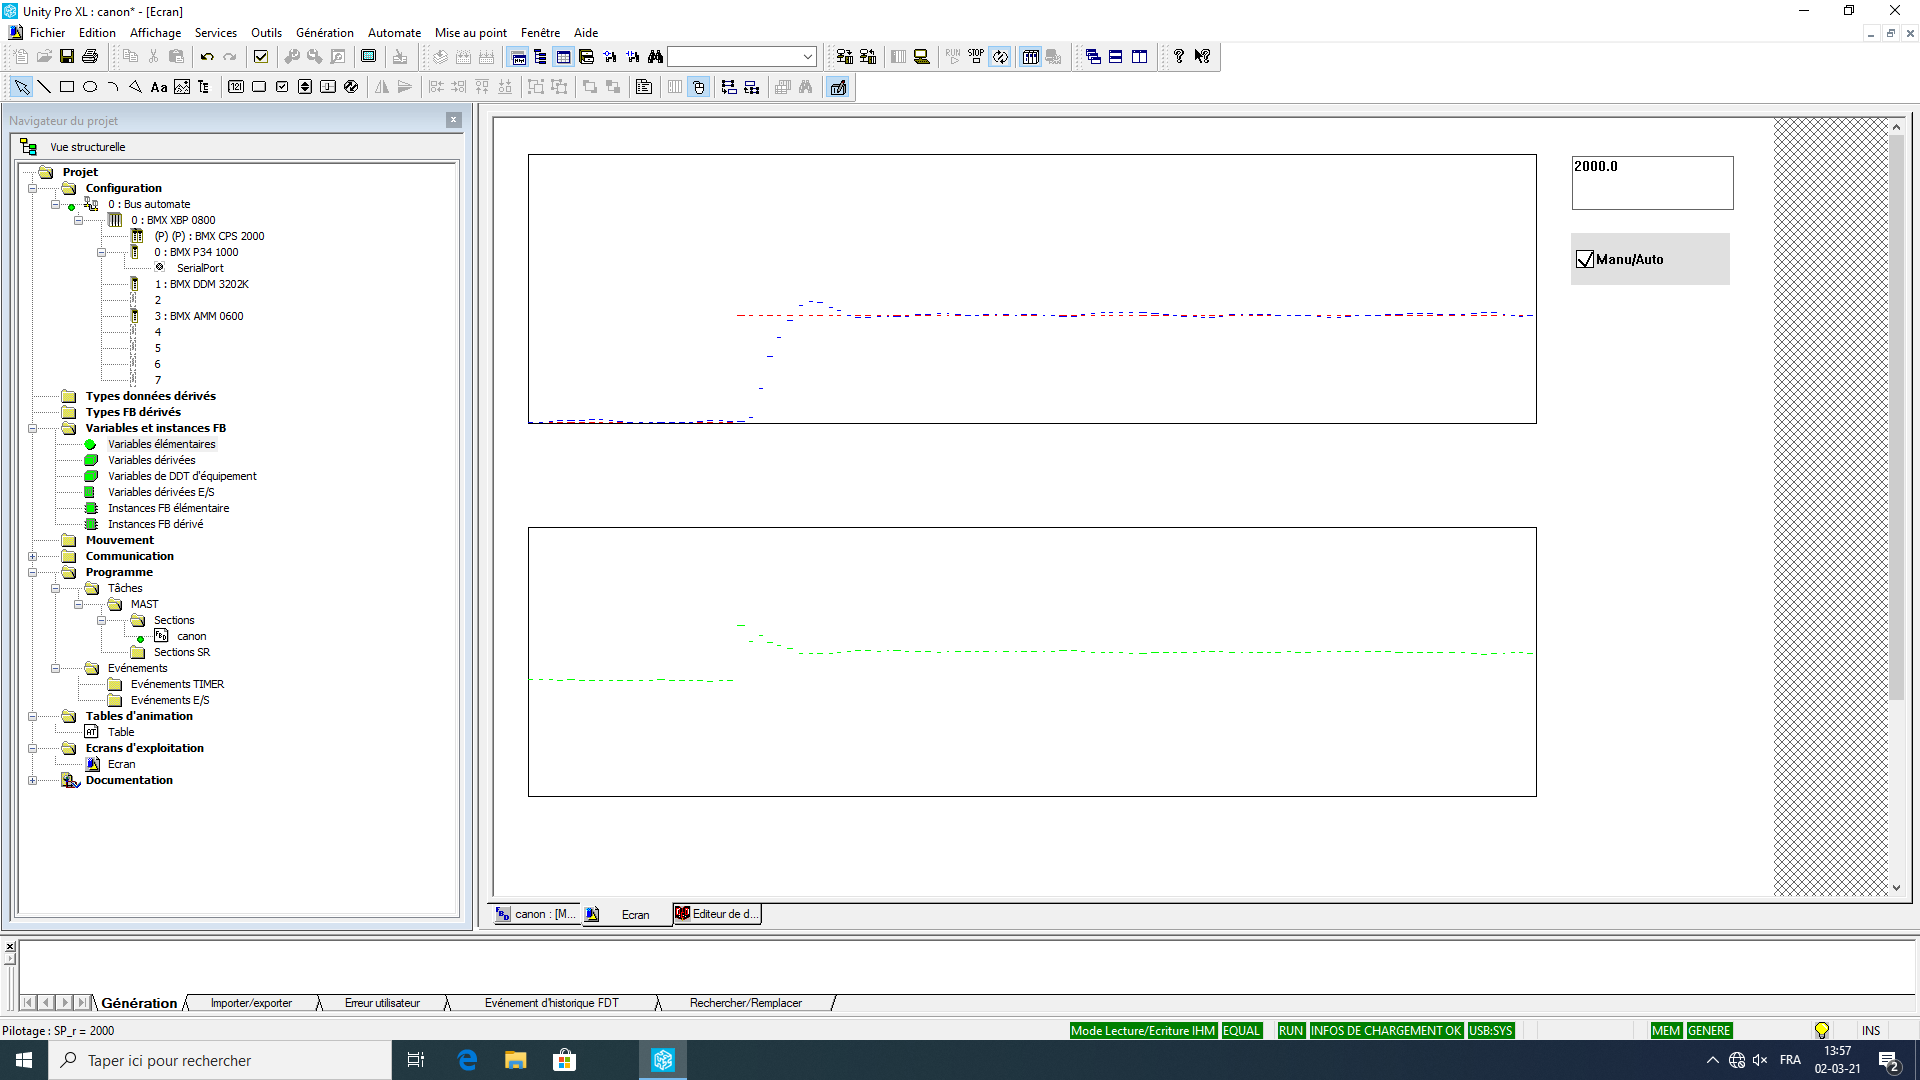 Unity Pro XL : canon* - [Ecran]
Fichier Edition Affichage Services Outils Génération Automate Mise au point Fenêtre Aide
RUN STOP
Aa
Navigateur du projet
Vue structurelle
Projet
Configuration
0 : Bus automate
0 : BMX XBP 0800
(P) (P) : BMX CPS 2000
0 : BMX P34 1000
SerialPort
1 : BMX DDM 3202K
2
3 : BMX AMM 0600
4
5
6
7
Types données dérivés
Types FB dérivés
Variables et instances FB
Variables élémentaires
Variables dérivées
Variables de DDT d'équipement
Variables dérivées E/S
Instances FB élémentaire
Instances FB dérivé
Mouvement
Communication
Programme
Tâches
MAST
Sections
canon
Sections SR
Evénements
Evénements TIMER
Evénements E/S
Tables d'animation
Table
Ecrans d'exploitation
Ecran
Documentation
2000.0
Manu/Auto
canon : [M... Ecran Editeur de d...
Génération Importer/exporter Erreur utilisateur Evénement d'historique FDT Rechercher/Remplacer
Pilotage : SP_r = 2000 Mode Lecture/Ecriture IHM EQUAL RUN INFOS DE CHARGEMENT OK USB:SYS MEM GENERE INS
Taper ici pour rechercher
FRA
13:57
02-03-21
2